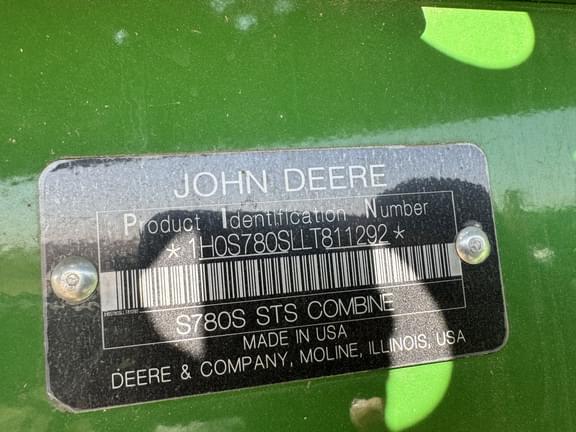 JOHN DEERE
Product Identification Number
*1H0S780SLLT811292*
S780S STS COMBINE
MADE IN USA
DEERE & COMPANY, MOLINE, ILLINOIS, USA